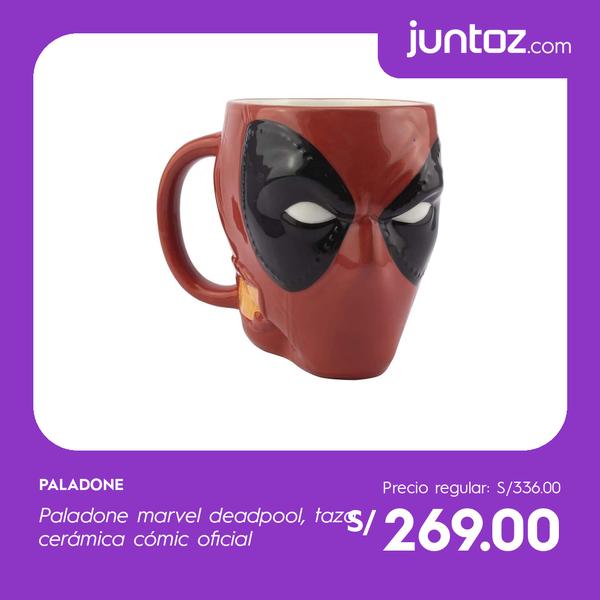 juntoz.com
PALADONE
Paladone marvel deadpool, taza
cerámica cómic oficial
Precio regular: S/336.00
S/ 269.00